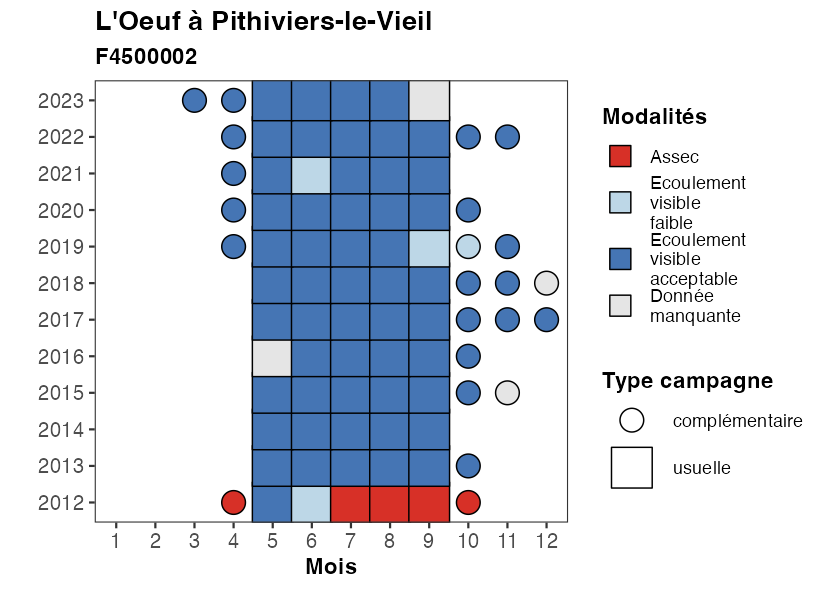 L'Oeuf à Pithiviers-le-Vieil
F4500002
2023
2022
2021
2020
2019
2018
2017
2016
2015
2014
2013
2012
1 2 3 4 5 6 7 8 9 10 11 12
Mois
Modalités
Assec
Ecoulement
visible
faible
Ecoulement
visible
acceptable
Donnée
manquante
Type campagne
complémentaire
usuelle